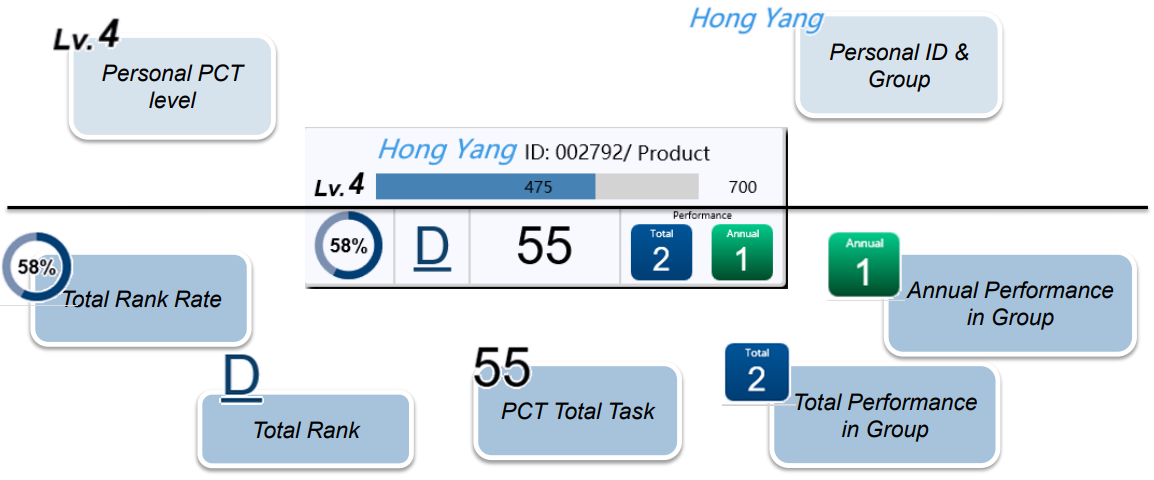 Lv. 4
Personal PCT
level
Hong Yang
Personal ID &
Group
Hong Yang ID: 002792/ Product
Lv. 4 475 700
58% D 55
Performance
Total Annual
2 1
58%
Total Rank Rate
D
Total Rank
55
PCT Total Task
Total
2
Total Performance
in Group
Annual
1
Annual Performance
in Group